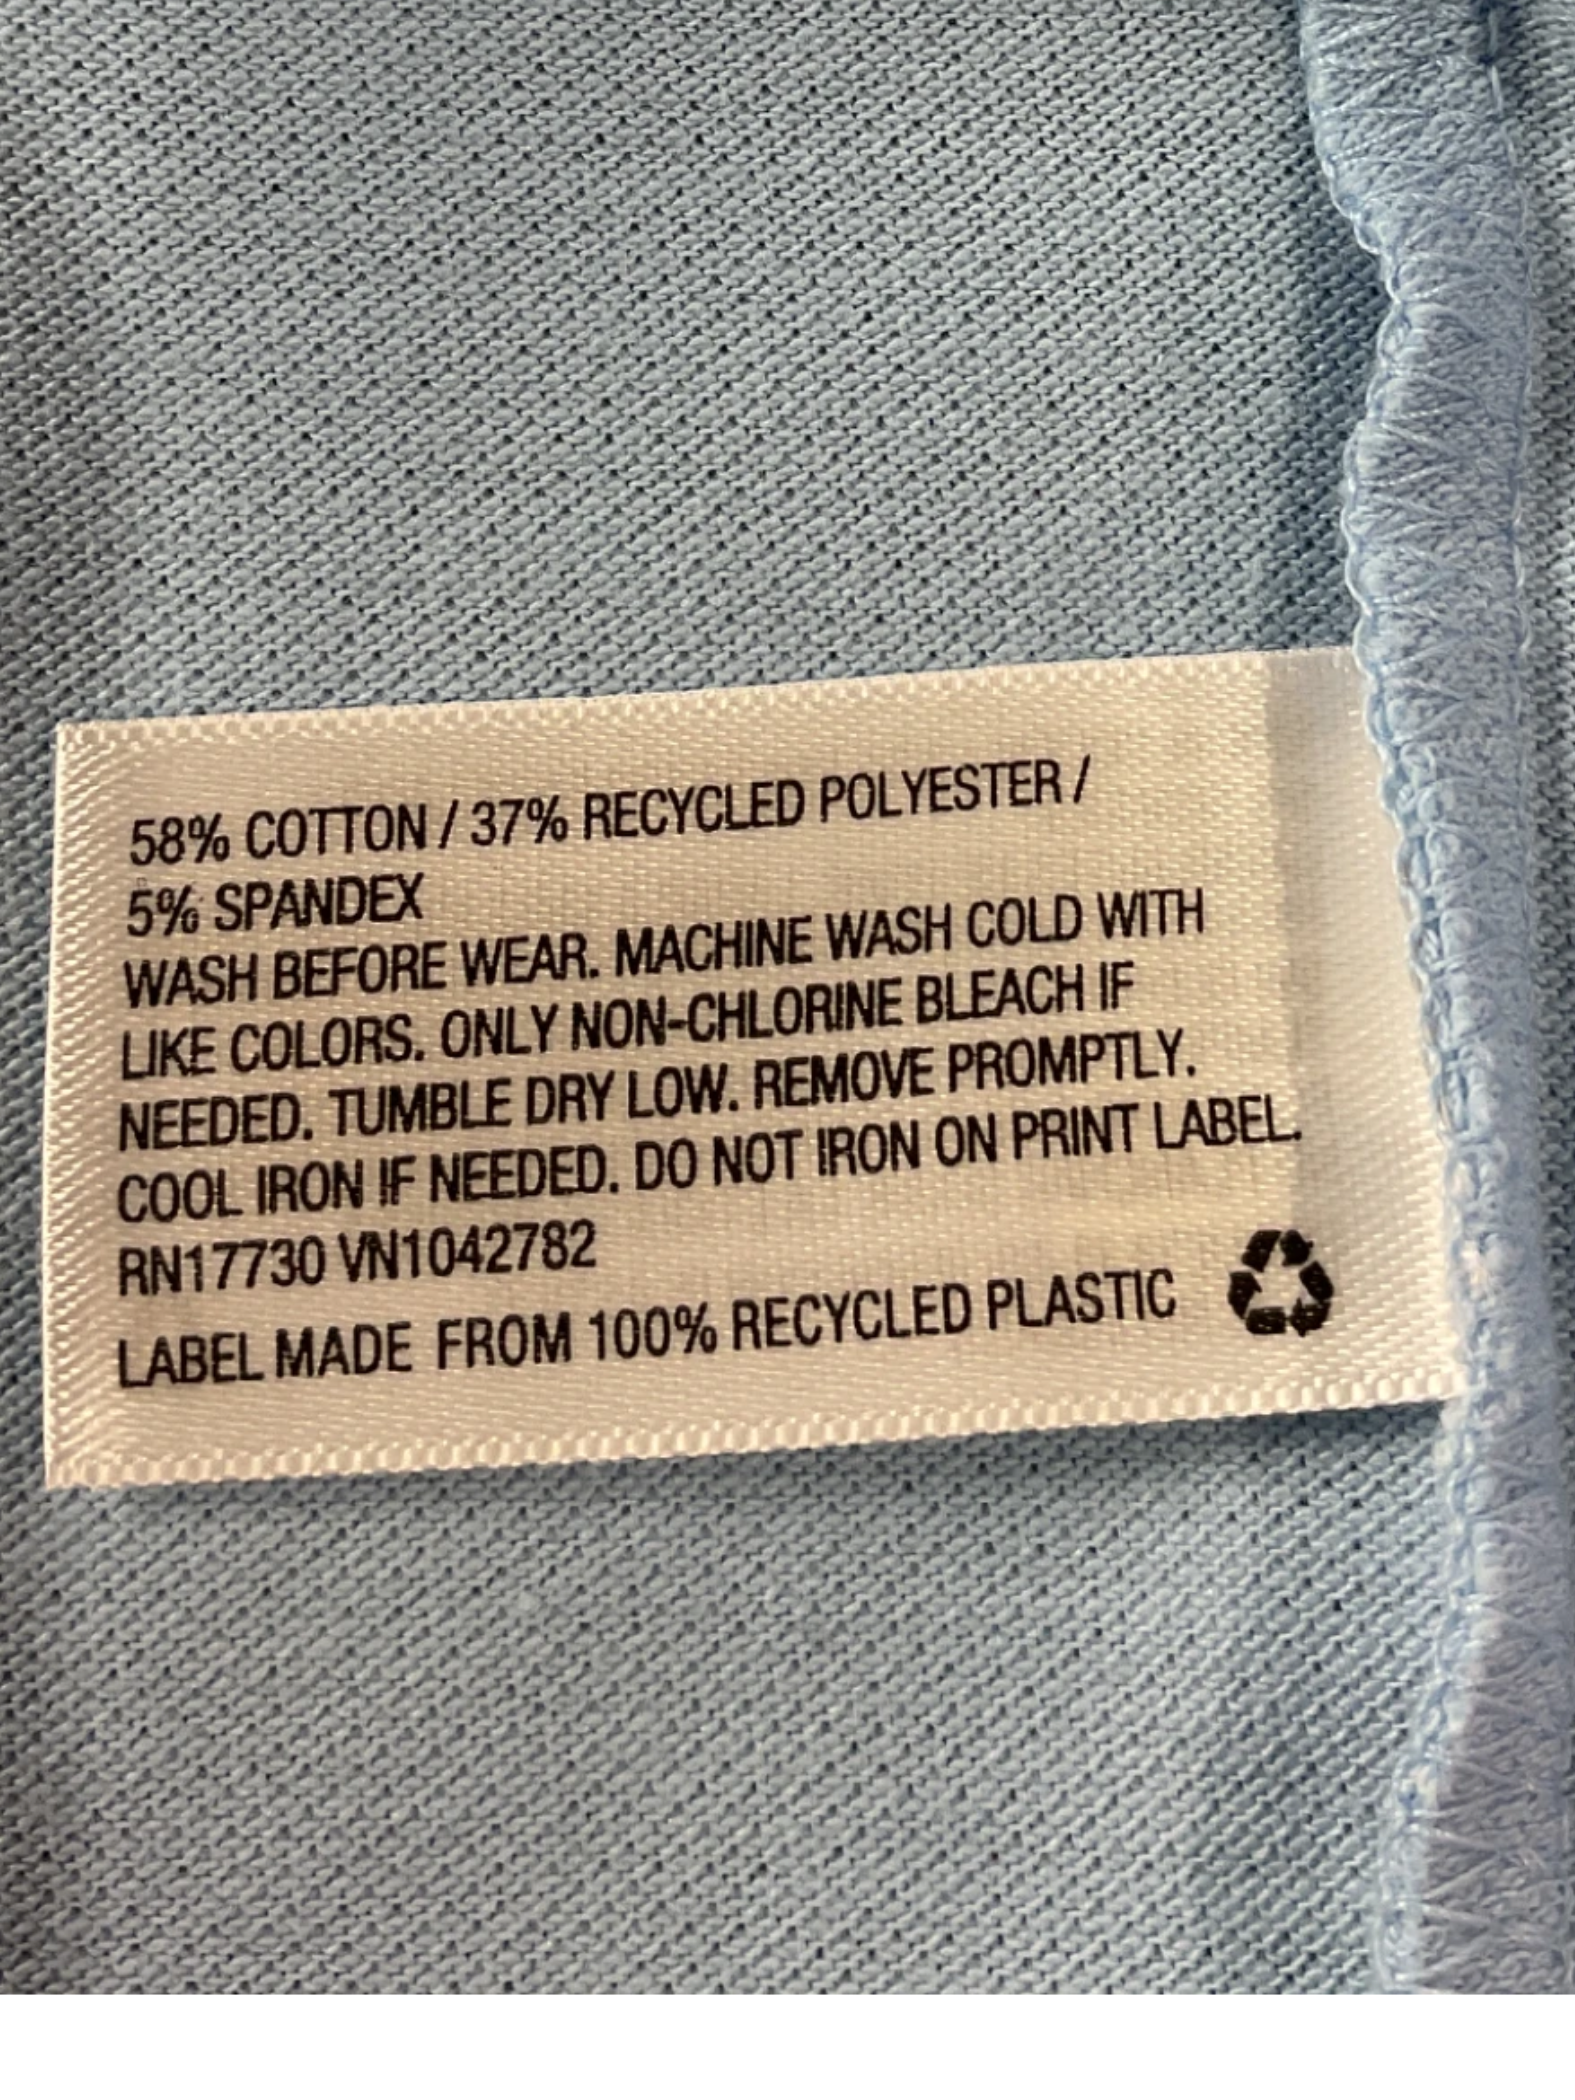 58% COTTON / 37% RECYCLED POLYESTER /
5% SPANDEX
WASH BEFORE WEAR. MACHINE WASH COLD WITH
LIKE COLORS. ONLY NON-CHLORINE BLEACH IF
NEEDED. TUMBLE DRY LOW. REMOVE PROMPTLY.
COOL IRON IF NEEDED. DO NOT IRON ON PRINT LABEL.
RN17730 VN1042782
LABEL MADE FROM 100% RECYCLED PLASTIC